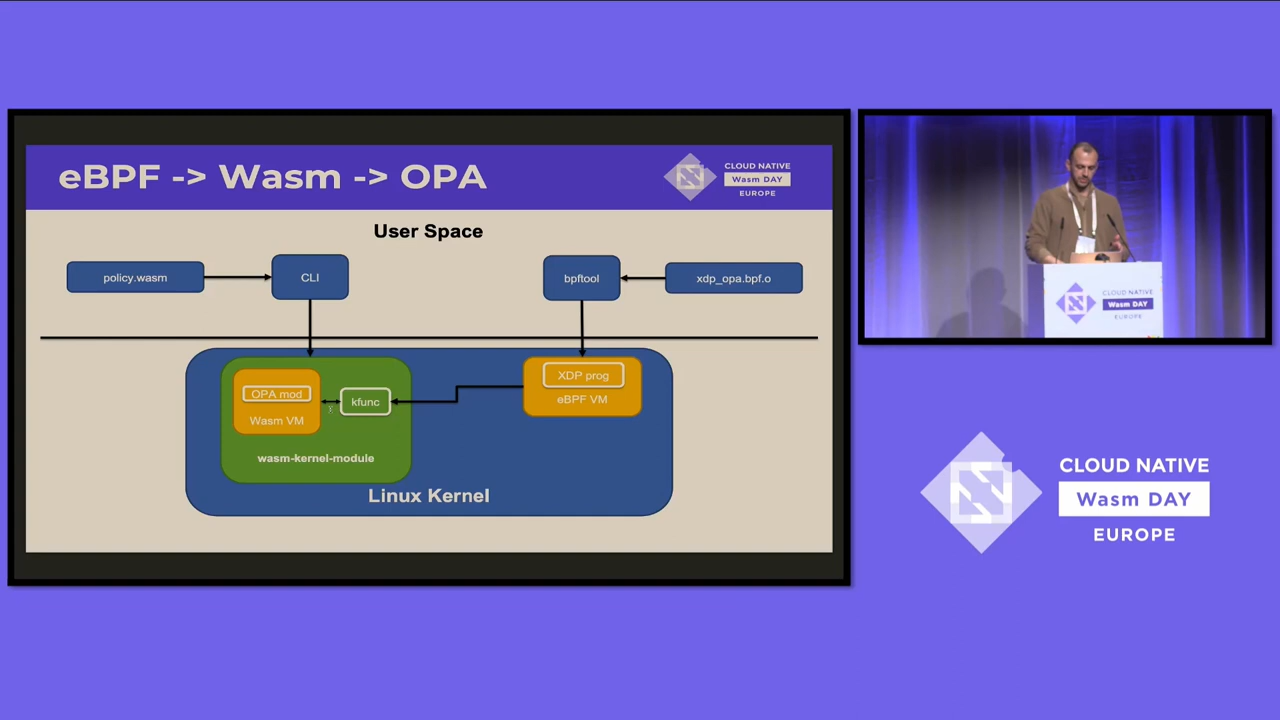 eBPF -> Wasm -> OPA
CLOUD NATIVE
Wasm DAY
EUROPE
User Space
policy.wasm
CLI
bpftool
xdp_opa.bpf.o
OPA mod
Wasm VM
kfunc
wasm-kernel-module
XDP prog
eBPF VM
Linux Kernel
CLOUD NATIVE
Wasm DAY
EUROPE
CLOUD NATIVE
Wasm DAY
EUROPE